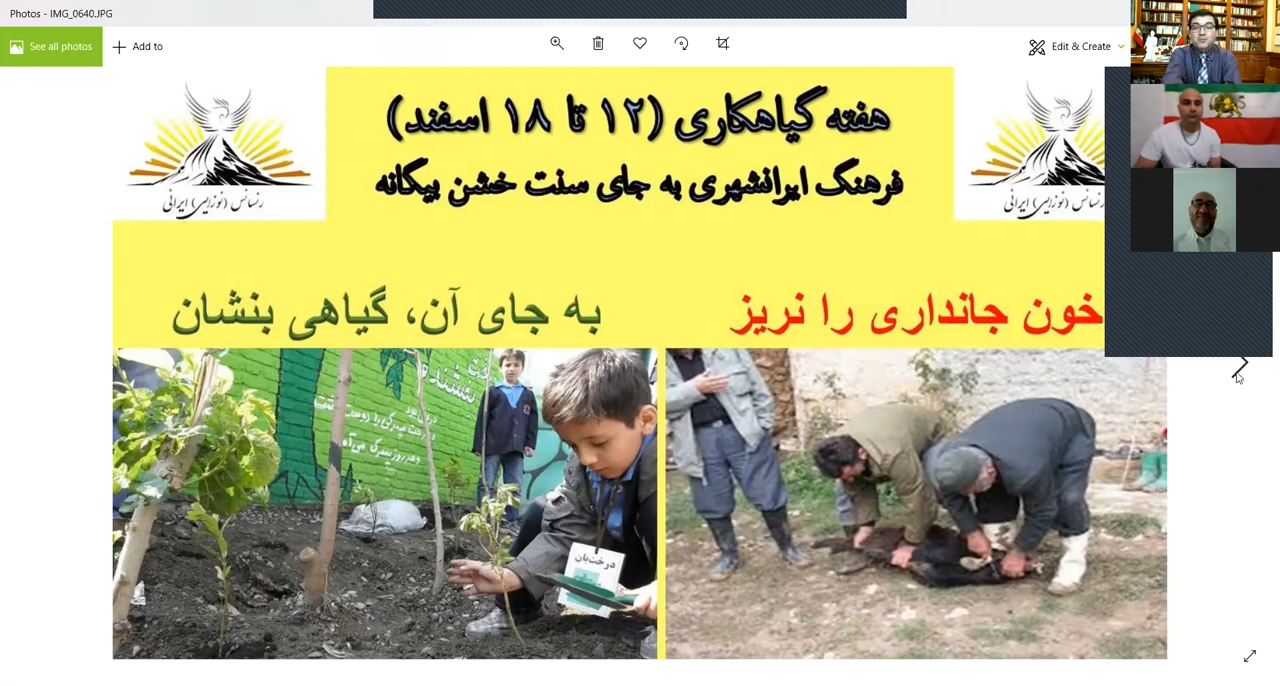 Photos - IMG_0640.JPG
See all photos
Add to
Edit & Create
هفته گیاهکاری (۱۲ تا ۱۸ اسفند)
فرهنگ ایرانشهری به جای سنت خشن بیگانه
رنسانس (نوزایی) ایرانی
رنسانس (نوزایی) ایرانی
خون جانداری را نریز
به جای آن، گیاهی بنشان
درخت‌بان